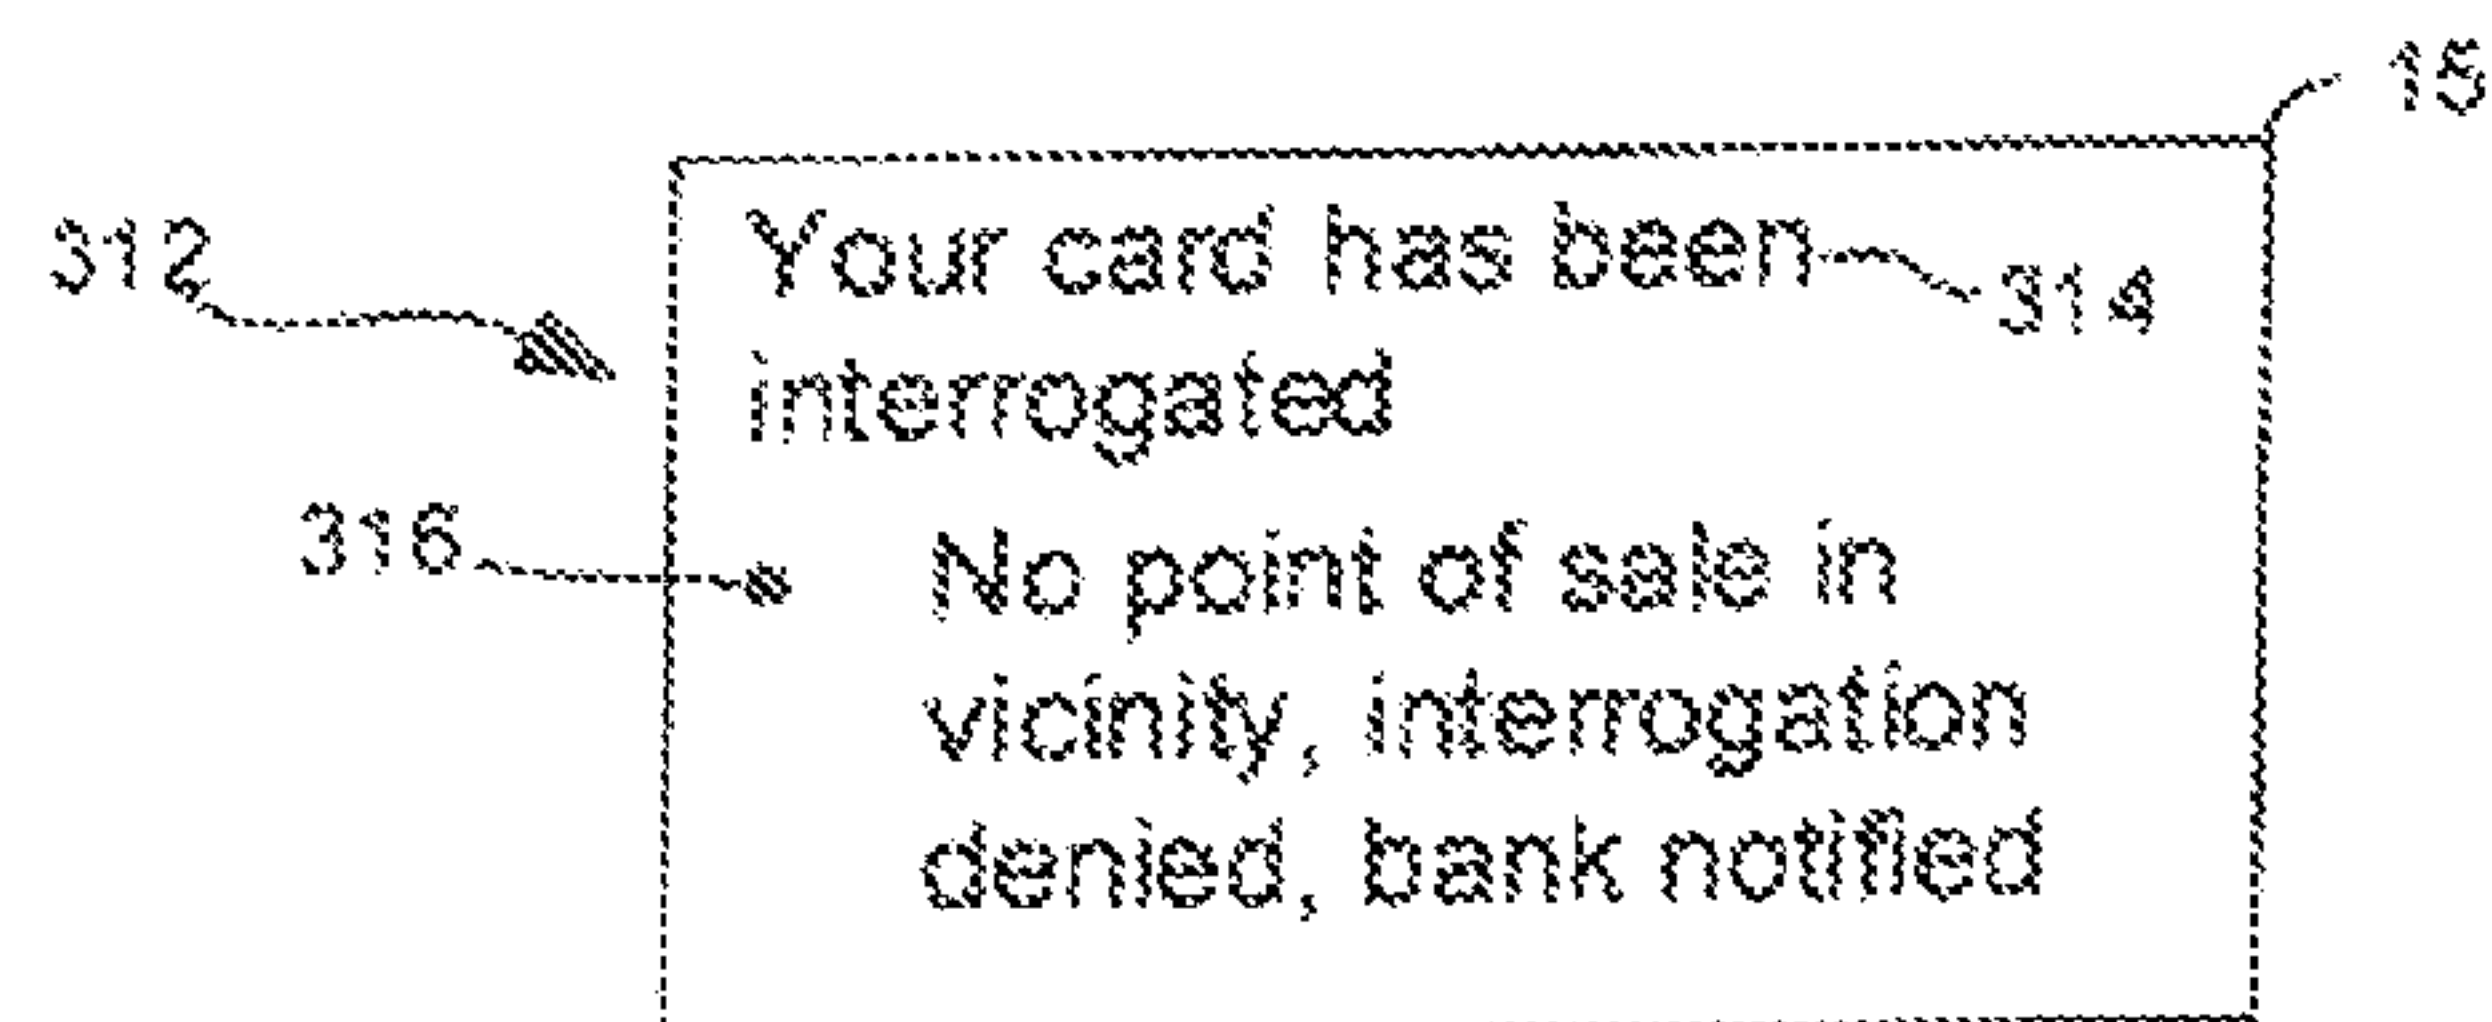 15
312
Your card has been
314
interrogated
316
No point of sale in
vicinity, interrogation
denied, bank notified